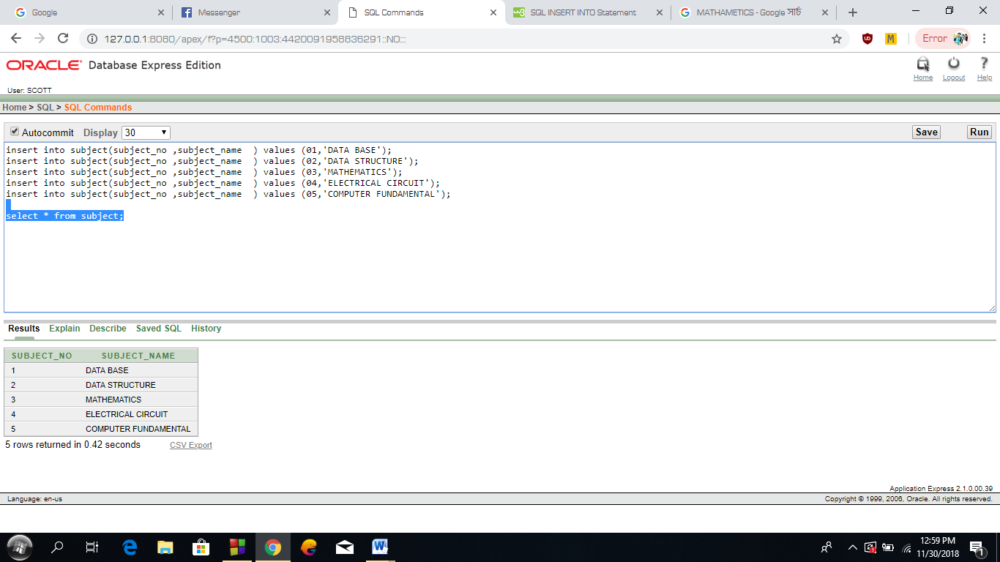 Google
Messenger
SQL Commands
SQL INSERT INTO Statement
MATHAMETICS - Google সার্চ
127.0.0.1:8080/apex/f?p=4500:1003:4420091958836291::NO:::
UO
M
Error
ORACLE Database Express Edition
Home Logout Help
User: SCOTT
Home > SQL > SQL Commands
Autocommit Display 30 Save Run
insert into subject(subject_no ,subject_name  ) values (01,'DATA BASE');
insert into subject(subject_no ,subject_name  ) values (02,'DATA STRUCTURE');
insert into subject(subject_no ,subject_name  ) values (03,'MATHEMATICS');
insert into subject(subject_no ,subject_name  ) values (04,'ELECTRICAL CIRCUIT');
insert into subject(subject_no ,subject_name  ) values (05,'COMPUTER FUNDAMENTAL');
select * from subject;
Results Explain Describe Saved SQL History
SUBJECT_NO SUBJECT_NAME
1 DATA BASE
2 DATA STRUCTURE
3 MATHEMATICS
4 ELECTRICAL CIRCUIT
5 COMPUTER FUNDAMENTAL
5 rows returned in 0.42 seconds CSV Export
Application Express 2.1.0.00.39
Language: en-us Copyright © 1999, 2006, Oracle. All rights reserved.
12:59 PM
11/30/2018
1